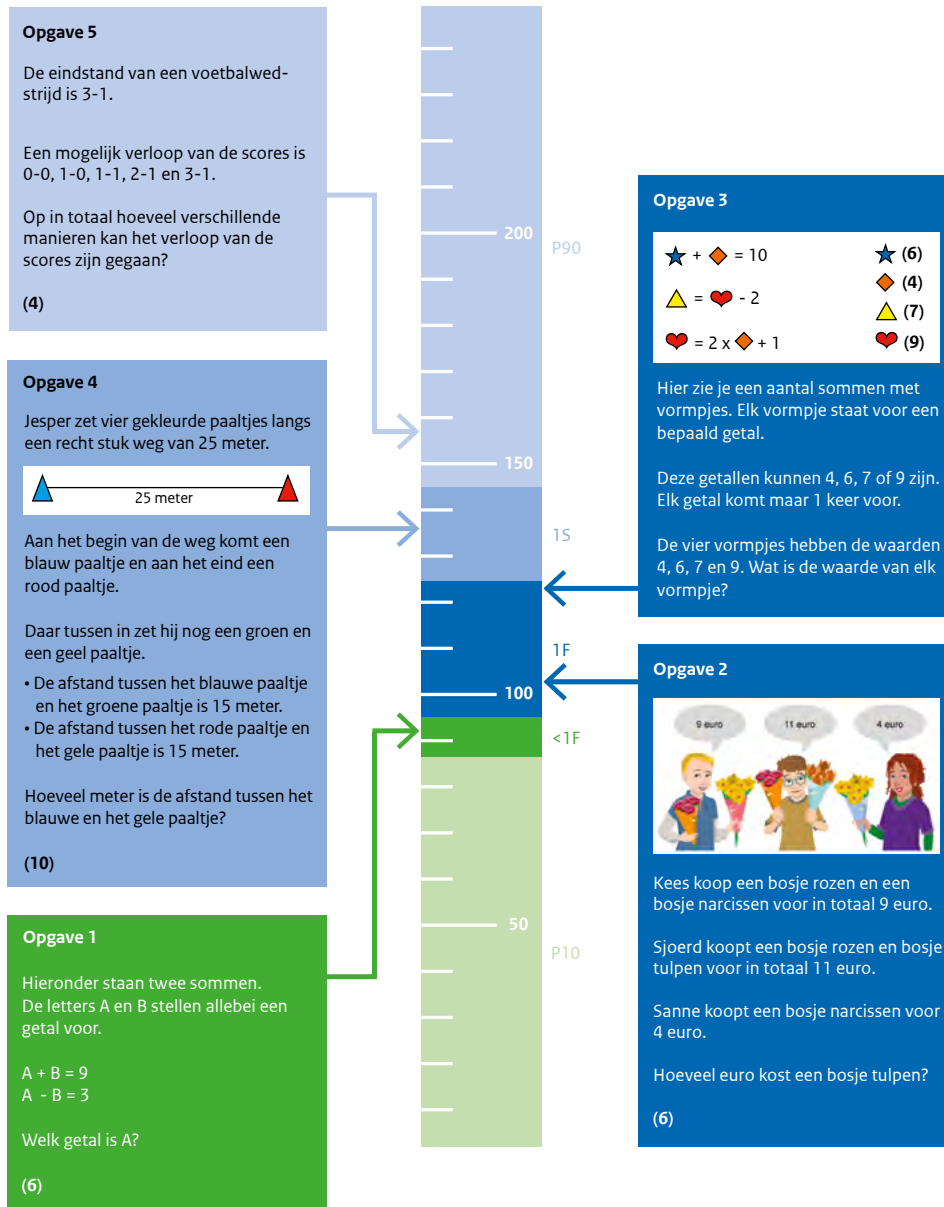 Opgave 5
De eindstand van een voetbalwed-
strijd is 3-1.
Een mogelijk verloop van de scores is
0-0, 1-0, 1-1, 2-1 en 3-1.
Op in totaal hoeveel verschillende
manieren kan het verloop van de
scores zijn gegaan?
(4)
Opgave 4
Jesper zet vier gekleurde paaltjes langs
een recht stuk weg van 25 meter.
25 meter
Aan het begin van de weg komt een
blauw paaltje en aan het eind een
rood paaltje.
Daar tussen in zet hij nog een groen en
een geel paaltje.
• De afstand tussen het blauwe paaltje
en het groene paaltje is 15 meter.
• De afstand tussen het rode paaltje en
het gele paaltje is 15 meter.
Hoeveel meter is de afstand tussen het
blauwe en het gele paaltje?
(10)
Opgave 1
Hieronder staan twee sommen.
De letters A en B stellen allebei een
getal voor.
A + B = 9
A - B = 3
Welk getal is A?
(6)
200
150
100
50
P90
1S
1F
<1F
P10
Opgave 3
+ = 10
(6)
(4)
= - 2
(7)
= 2 x + 1
(9)
Hier zie je een aantal sommen met
vormpjes. Elk vormpje staat voor een
bepaald getal.
Deze getallen kunnen 4, 6, 7 of 9 zijn.
Elk getal komt maar 1 keer voor.
De vier vormpjes hebben de waarden
4, 6, 7 en 9. Wat is de waarde van elk
vormpje?
Opgave 2
9 euro
11 euro
4 euro
Kees koop een bosje rozen en een
bosje narcissen voor in totaal 9 euro.
Sjoerd koopt een bosje rozen en bosje
tulpen voor in totaal 11 euro.
Sanne koopt een bosje narcissen voor
4 euro.
Hoeveel euro kost een bosje tulpen?
(6)